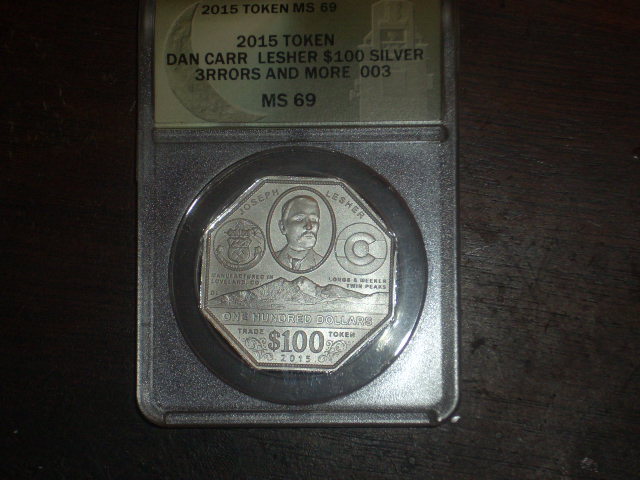 2015 TOKEN MS 69
2015 TOKEN
DAN CARR LESHER $100 SILVER
3RRORS AND MORE 003
MS 69
JOSEPH LESHER
C
MANUFACTURED IN
LOVELAND, CO
LONGS & MEEKER
TWIN PEAKS
ONE HUNDRED DOLLARS
TRADE TOKEN
$100
2015